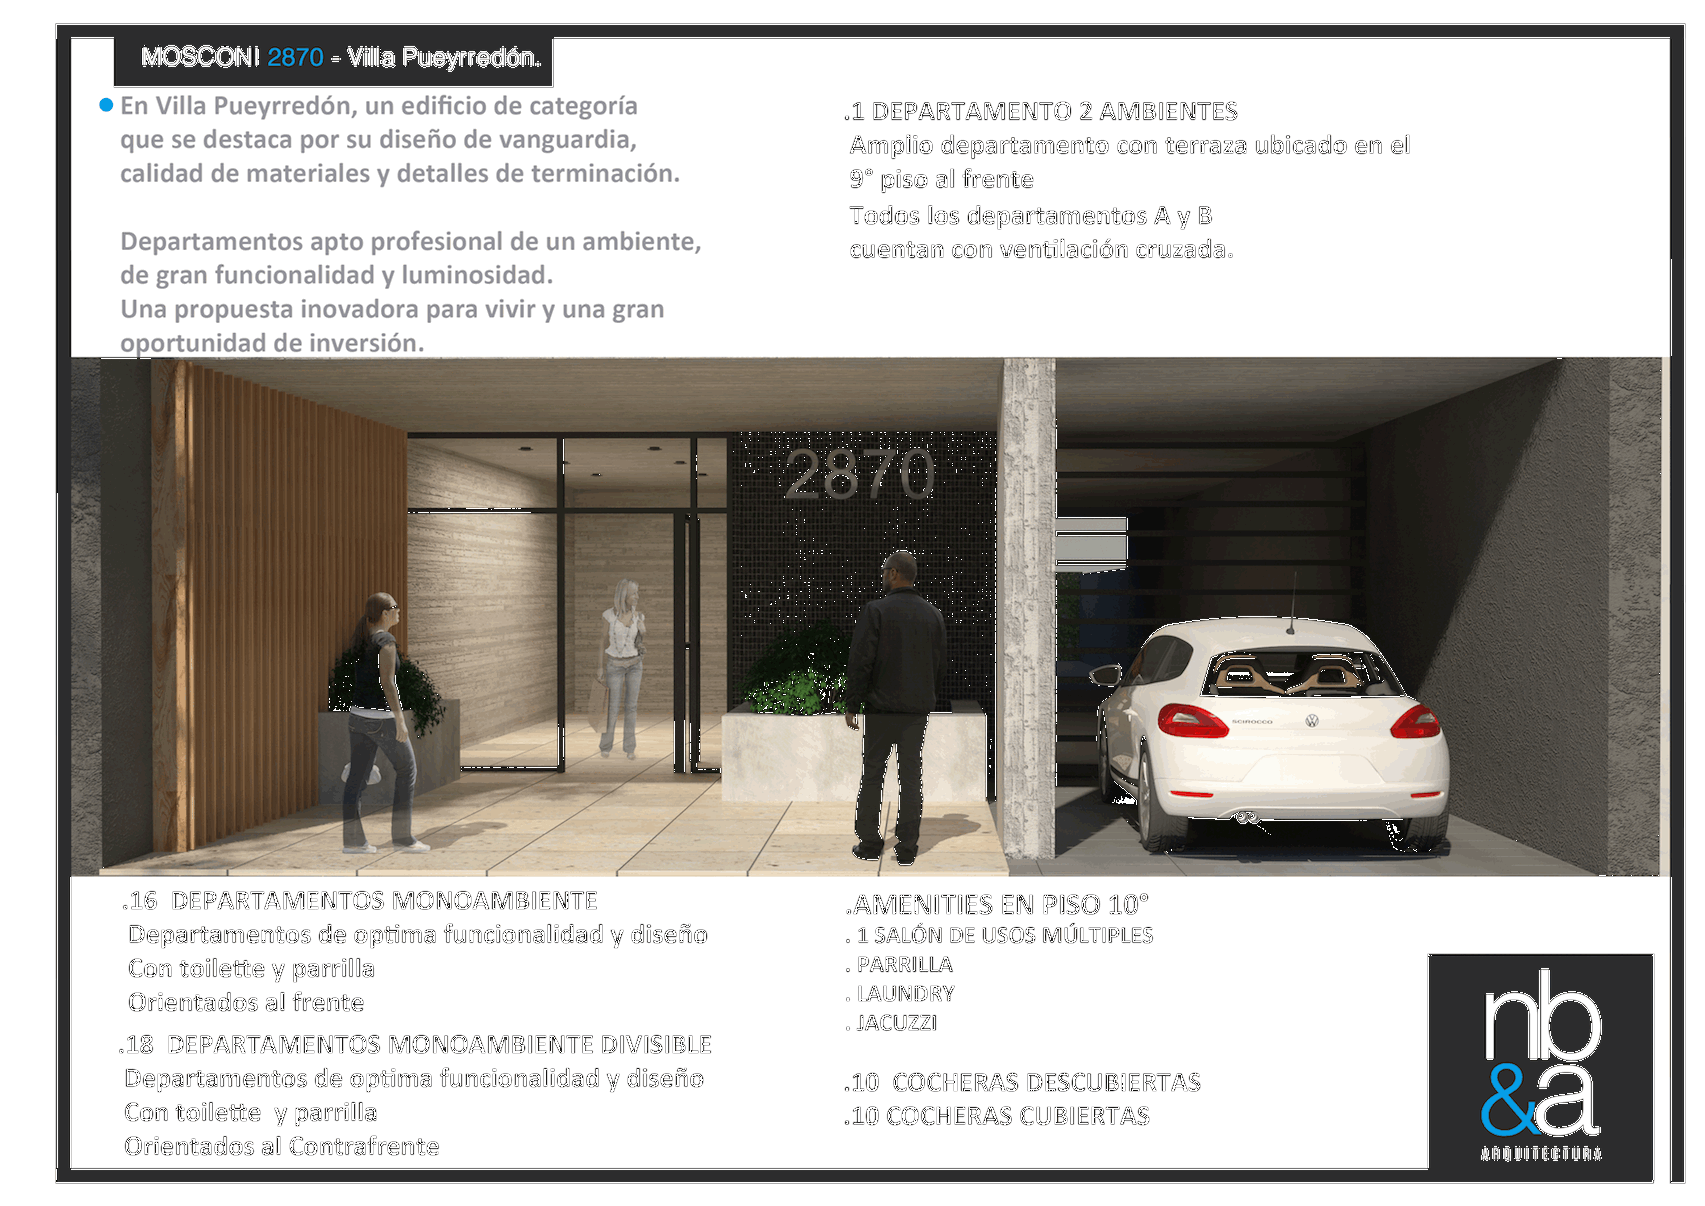 MOSCONI 2870 - Villa Pueyrredón.
En Villa Pueyrredón, un edificio de categoría
que se destaca por su diseño de vanguardia,
calidad de materiales y detalles de terminación.
Departamentos apto profesional de un ambiente,
de gran funcionalidad y luminosidad.
Una propuesta inovadora para vivir y una gran
oportunidad de inversión.
.1 DEPARTAMENTO 2 AMBIENTES
Amplio departamento con terraza ubicado en el
9° piso al frente
Todos los departamentos A y B
cuentan con ventilación cruzada.
2870
SCIROCCO
.16 DEPARTAMENTOS MONOAMBIENTE
Departamentos de optima funcionalidad y diseño
Con toilette y parrilla
Orientados al frente
.18 DEPARTAMENTOS MONOAMBIENTE DIVISIBLE
Departamentos de optima funcionalidad y diseño
Con toilette y parrilla
Orientados al Contrafrente
.AMENITIES EN PISO 10°
. 1 SALÓN DE USOS MÚLTIPLES
. PARRILLA
. LAUNDRY
. JACUZZI
.10 COCHERAS DESCUBIERTAS
.10 COCHERAS CUBIERTAS
nb
&a
ARQUITECTURA